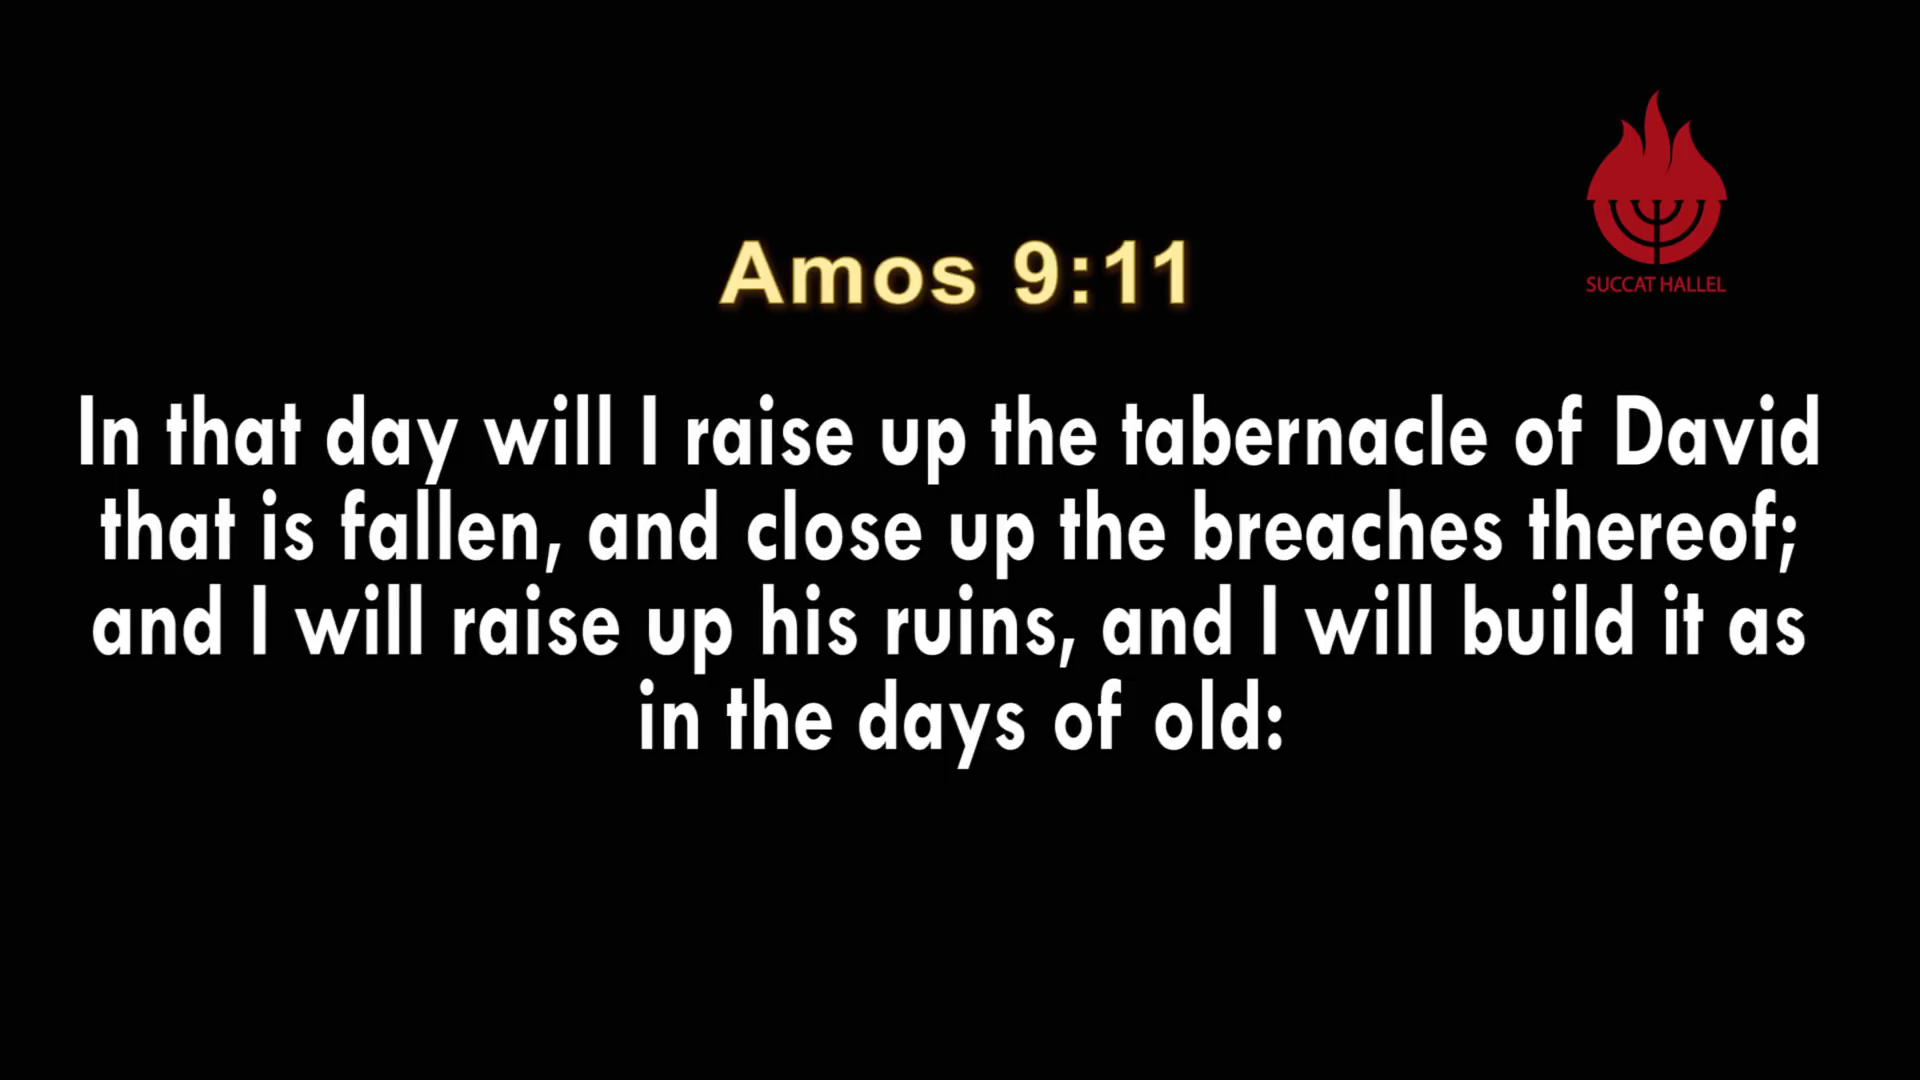 SUCCAT HALLEL
Amos 9:11
In that day will I raise up the tabernacle of David
that is fallen, and close up the breaches thereof;
and I will raise up his ruins, and I will build it as
in the days of old: